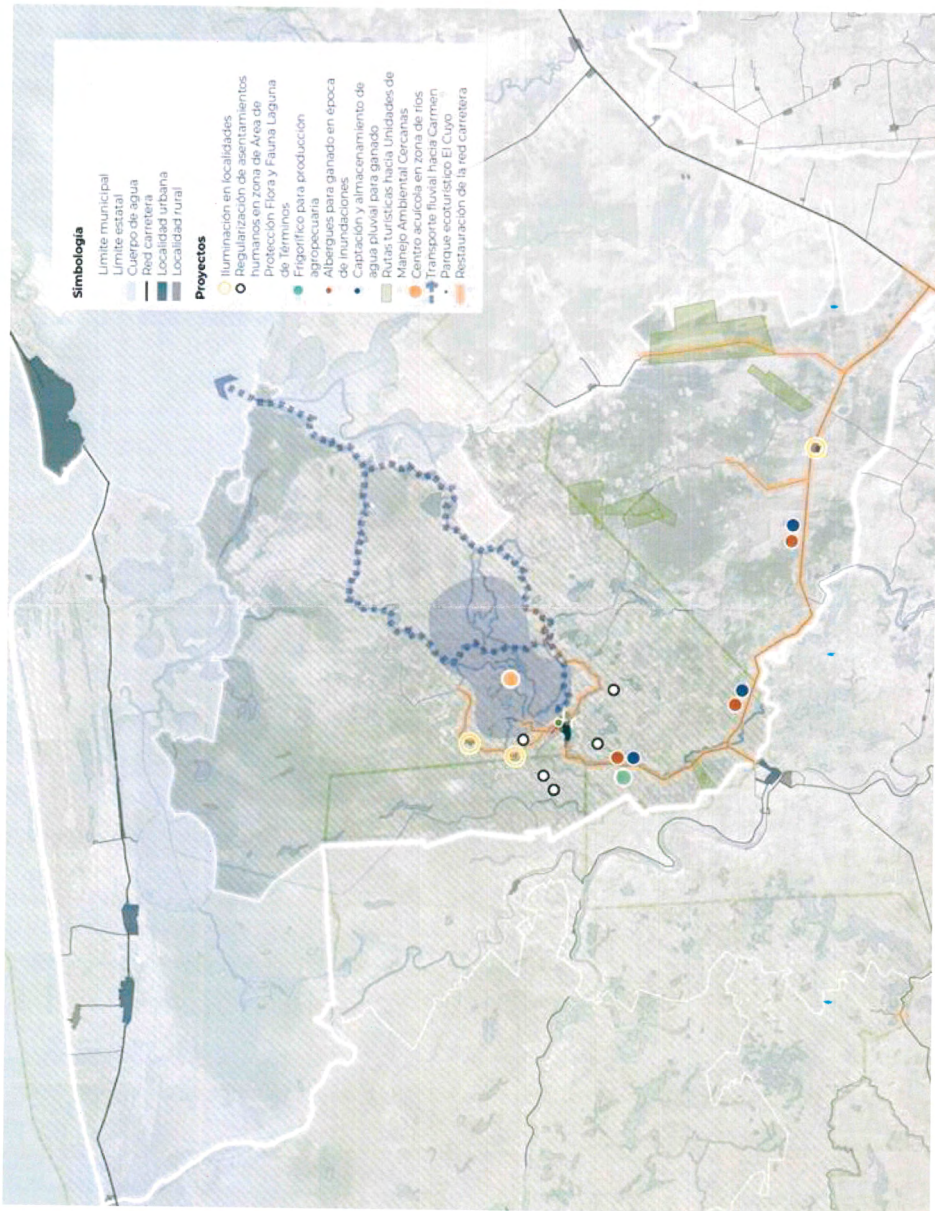 Simbología
Limite municipal
Limite estatal
Cuerpo de agua
Red carretera
Localidad urbana
Localidad rural
Proyectos
Iluminación en localidades
Regularización de asentamientos
humanos en zona de Área de
Protección Flora y Fauna Laguna
de Términos
Frigorífico para producción
agropecuaria
Albergues para ganado en época
de inundaciones
Captación y almacenamiento de
agua pluvial para ganado
Rutas turísticas hacia Unidades de
Manejo Ambiental Cercanas
Centro acuícola en zona de ríos
Transporte fluvial hacia Carmen
Parque ecoturístico El Cuyo
Restauración de la red carretera